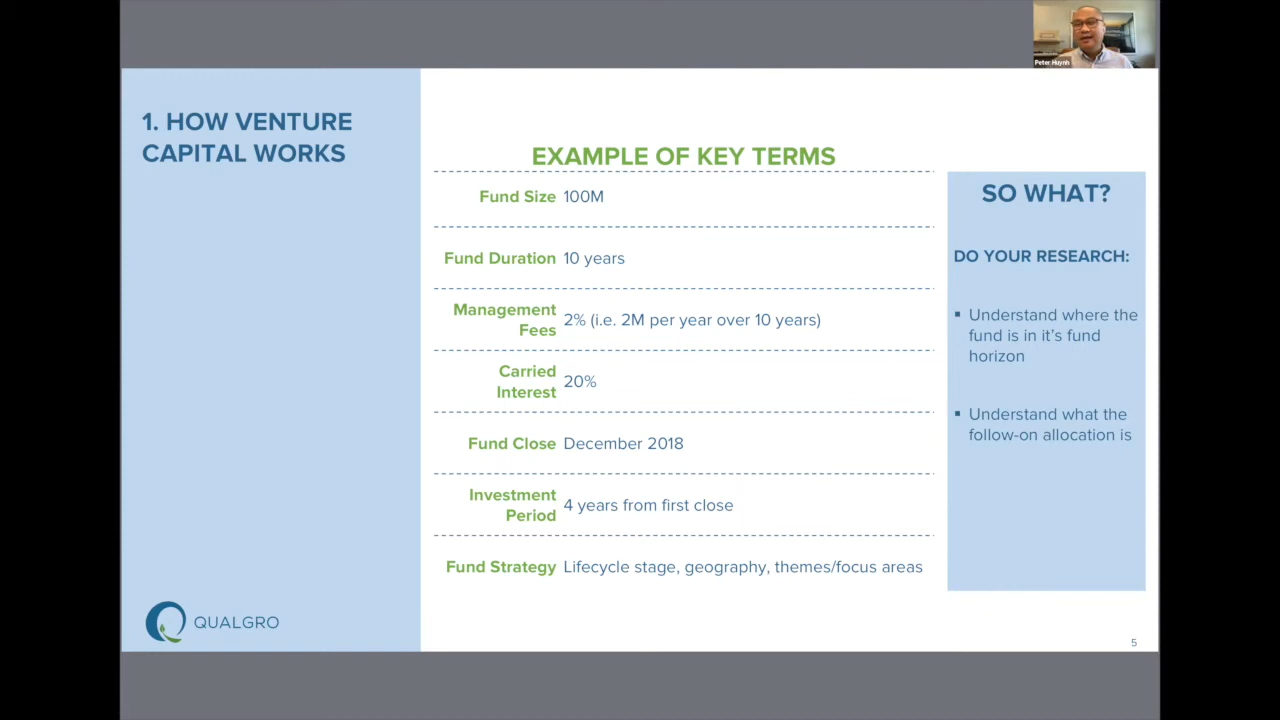 Peter Huynh
1. HOW VENTURE
CAPITAL WORKS
EXAMPLE OF KEY TERMS
Fund Size 100M
Fund Duration 10 years
Management
Fees 2% (i.e. 2M per year over 10 years)
Carried
Interest 20%
Fund Close December 2018
Investment
Period 4 years from first close
Fund Strategy Lifecycle stage, geography, themes/focus areas
SO WHAT?
DO YOUR RESEARCH:
▪ Understand where the
fund is in it's fund
horizon
▪ Understand what the
follow-on allocation is
QUALGRO
5